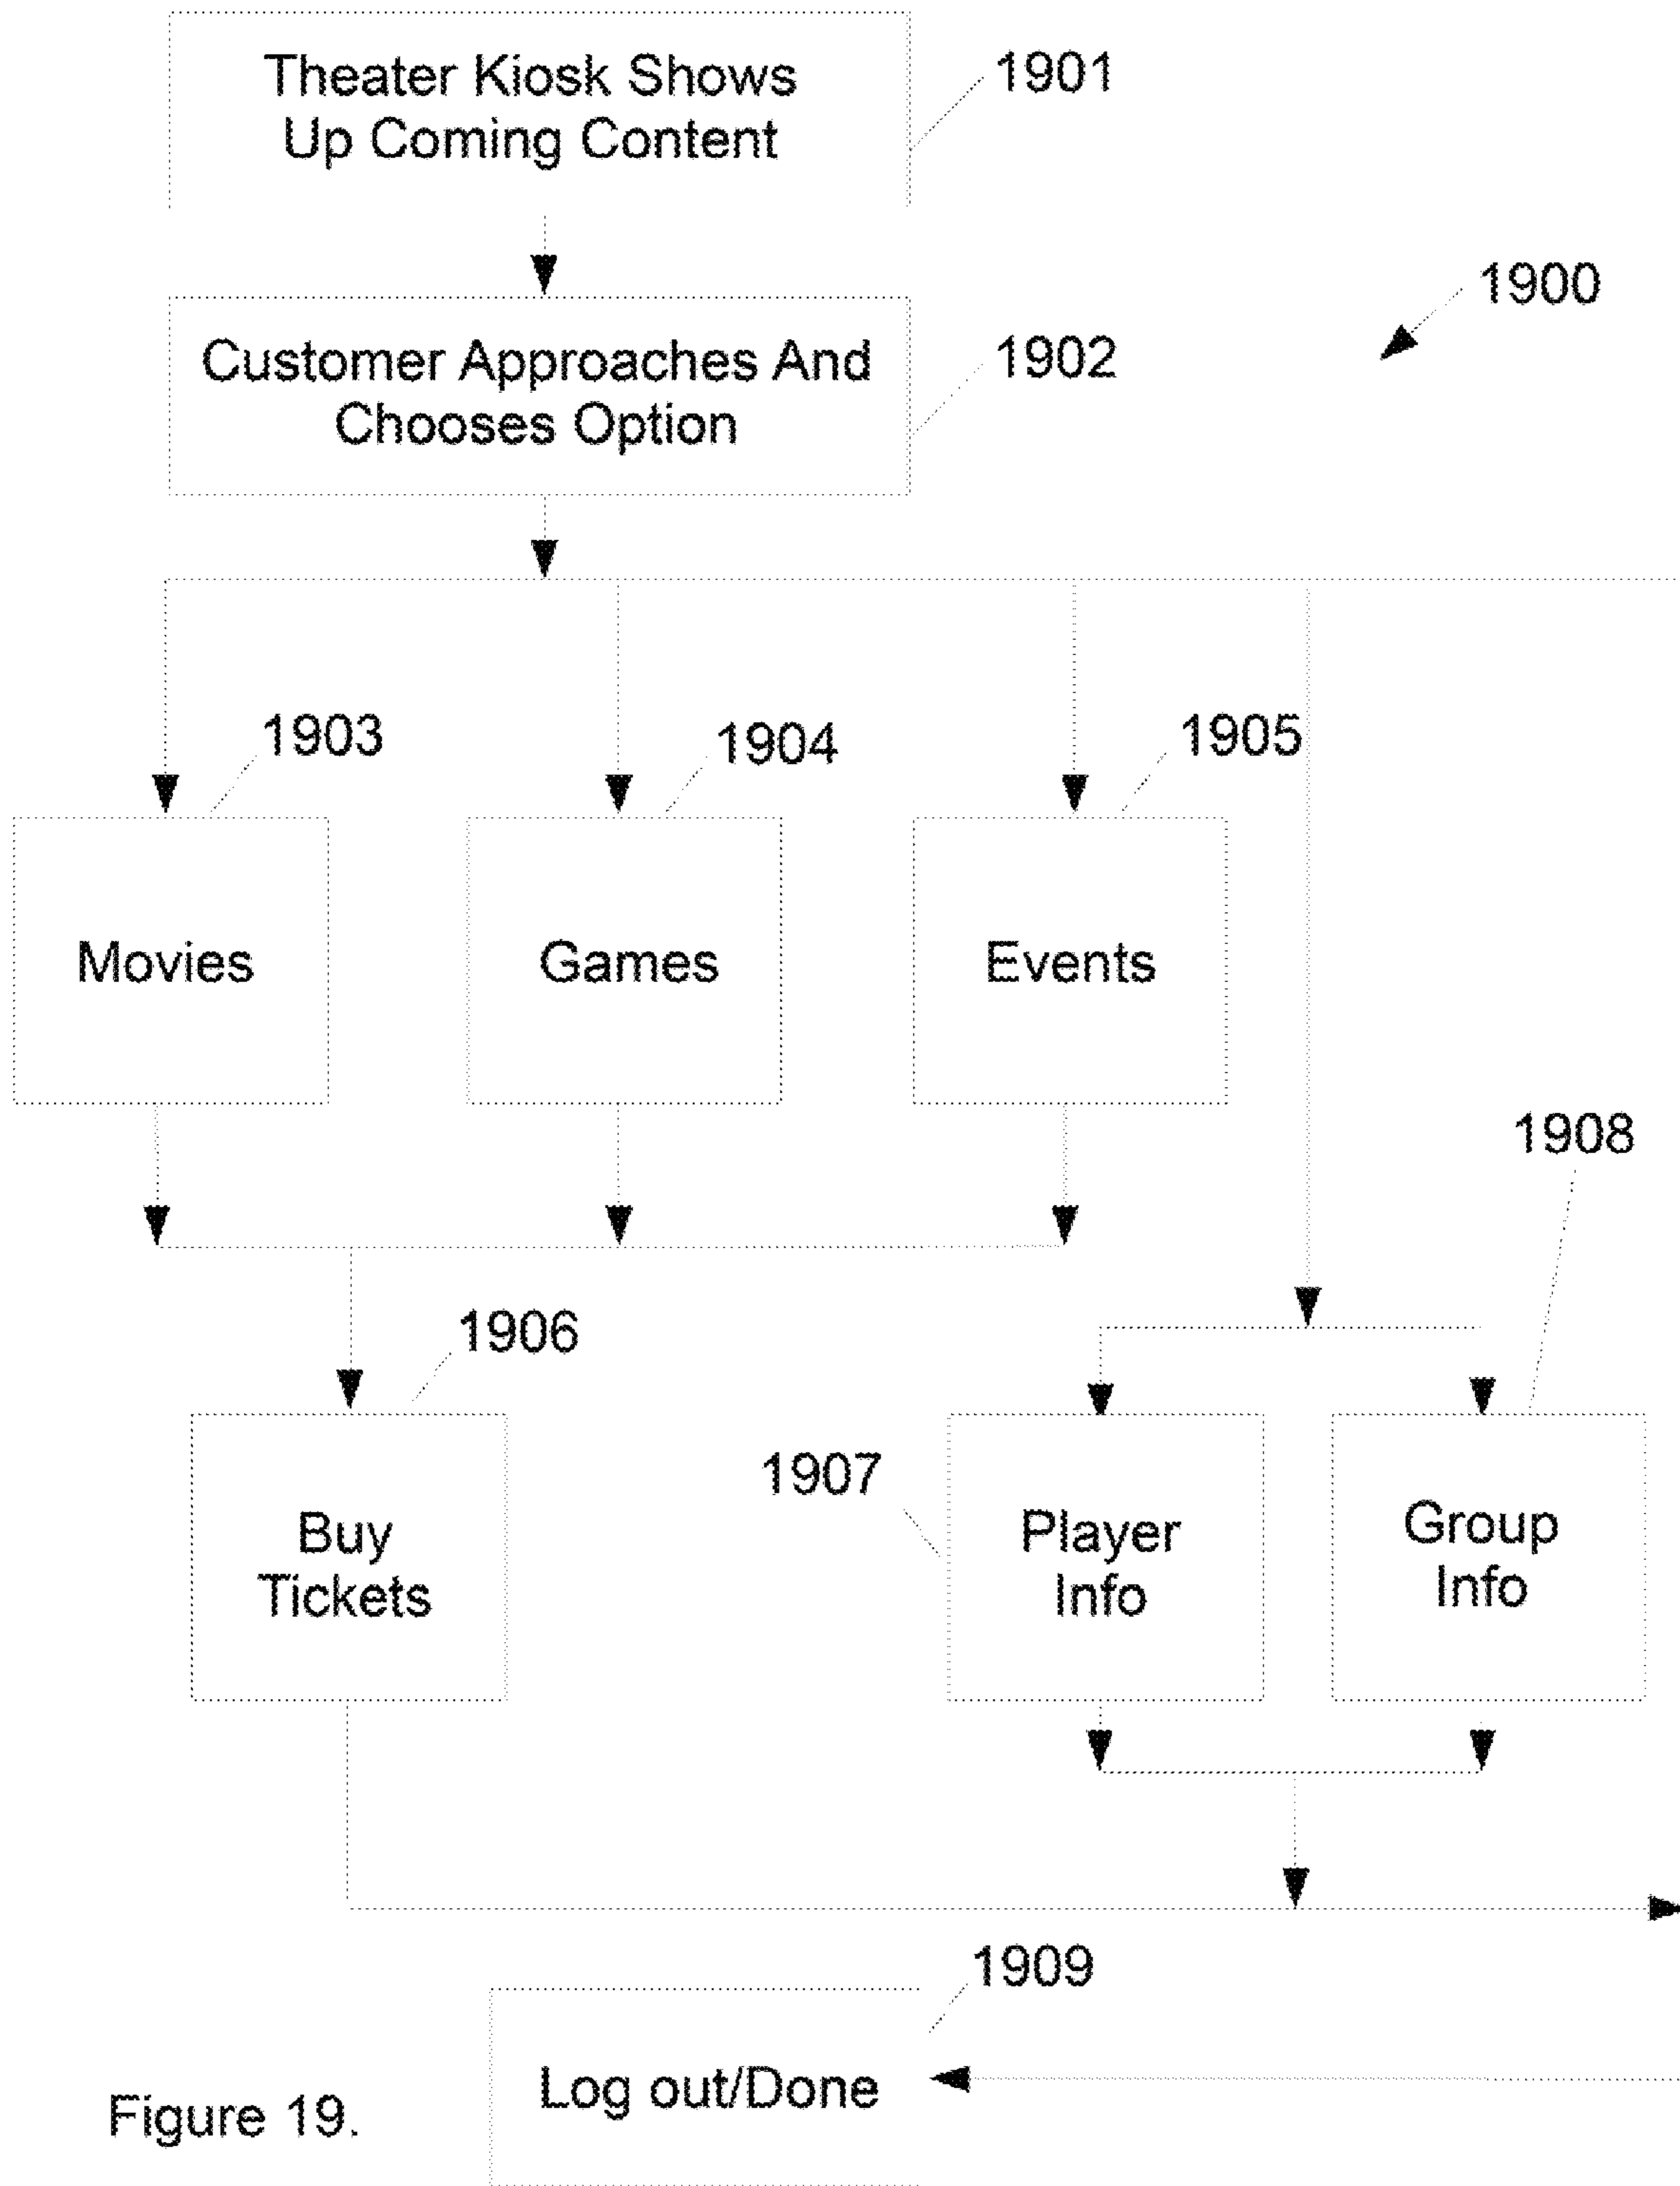 Theater Kiosk Shows
Up Coming Content
1901
1900
Customer Approaches And
Chooses Option
1902
1903
1904
1905
Movies
Games
Events
1908
1906
1907
Buy
Tickets
Player
Info
Group
Info
1909
Log out/Done
Figure 19.